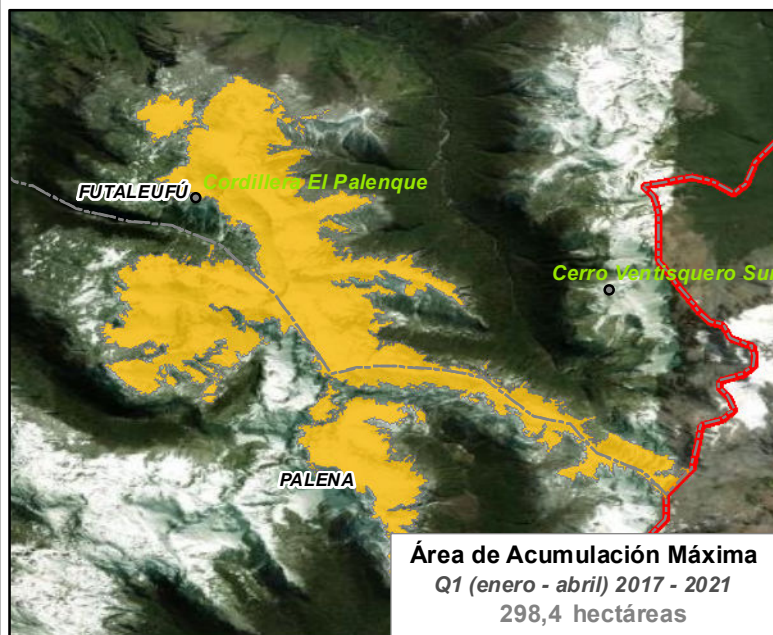 FUTALEUFÚ
Cordillera El Palenque
Cerro Ventisquero Sur
PALENA
Área de Acumulación Máxima
Q1 (enero - abril) 2017 - 2021
298,4 hectáreas